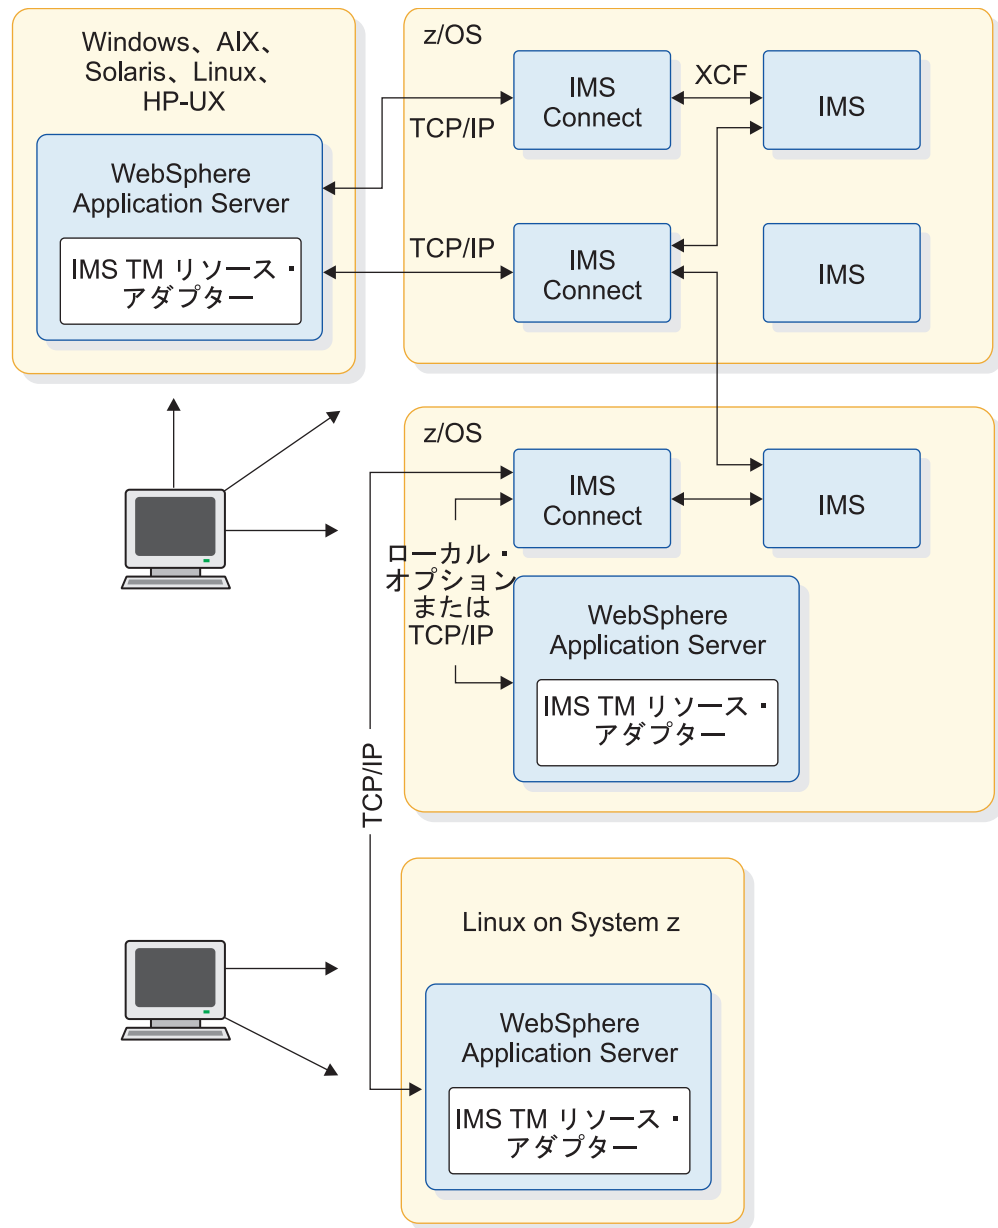 Windows、AIX、
Solaris、Linux、
HP-UX
WebSphere
Application Server
IMS TM リソース・
アダプター
TCP/IP
TCP/IP
z/OS
IMS
Connect
XCF
IMS
IMS
Connect
IMS
z/OS
IMS
Connect
IMS
ローカル・
オプション
または
TCP/IP
WebSphere
Application Server
IMS TM リソース・
アダプター
TCP/IP
Linux on System z
WebSphere
Application Server
IMS TM リソース・
アダプター